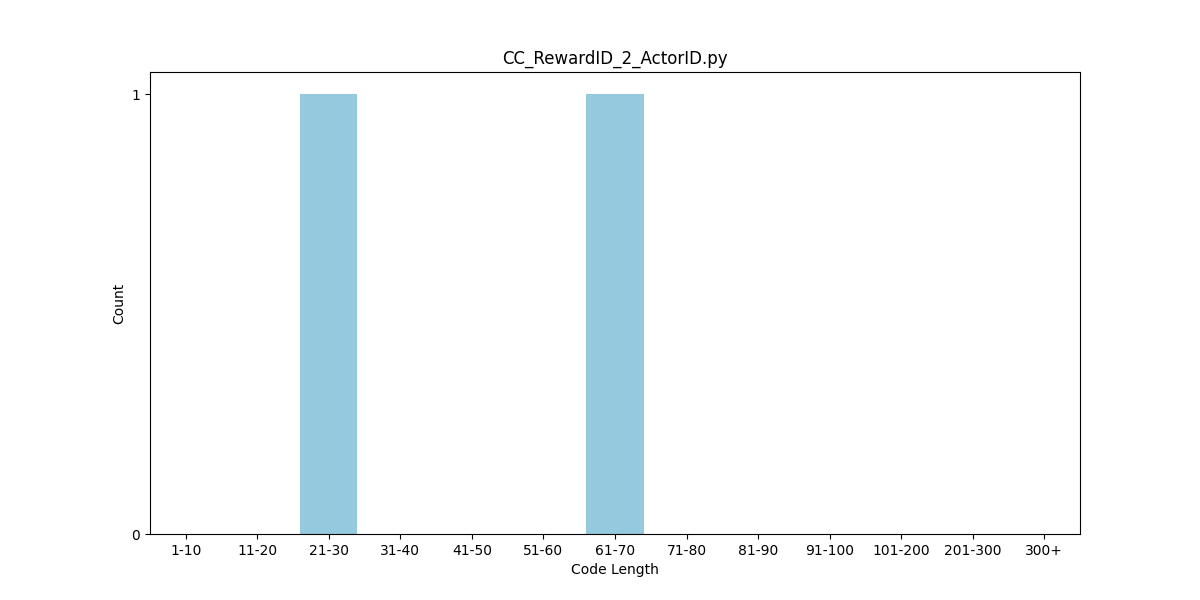 CC_RewardID_2_ActorID.py
1
Count
0
1-10 11-20 21-30 31-40 41-50 51-60 61-70 71-80 81-90 91-100 101-200 201-300 300+
Code Length